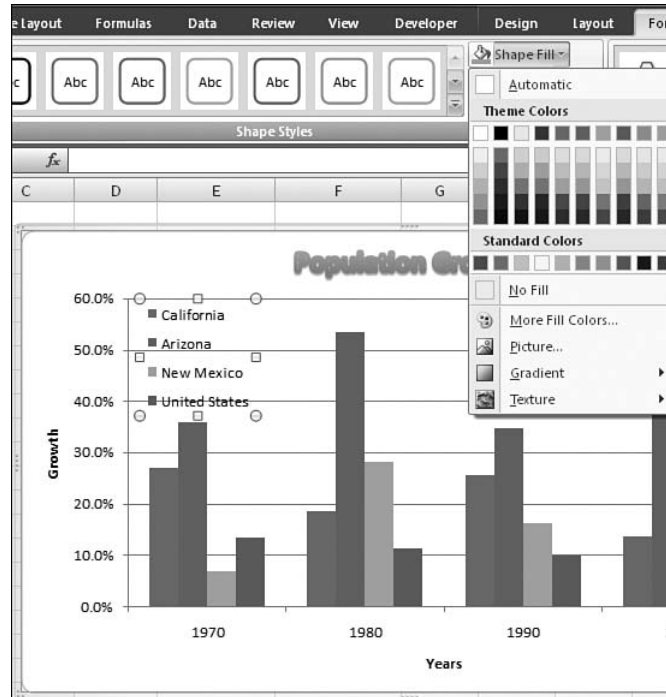 e Layout Formulas Data Review View Developer Design Layout Fo
c Abc Abc Abc Abc Abc Abc Abc Shape Fill
Automatic
Theme Colors
Shape Styles
fx
C D E F G
Standard Colors
Population Gro
No Fill
More Fill Colors...
Picture...
Gradient
Texture
60.0%
50.0%
40.0%
30.0%
20.0%
10.0%
0.0%
California
Arizona
New Mexico
United States
Growth
1970 1980 1990
Years